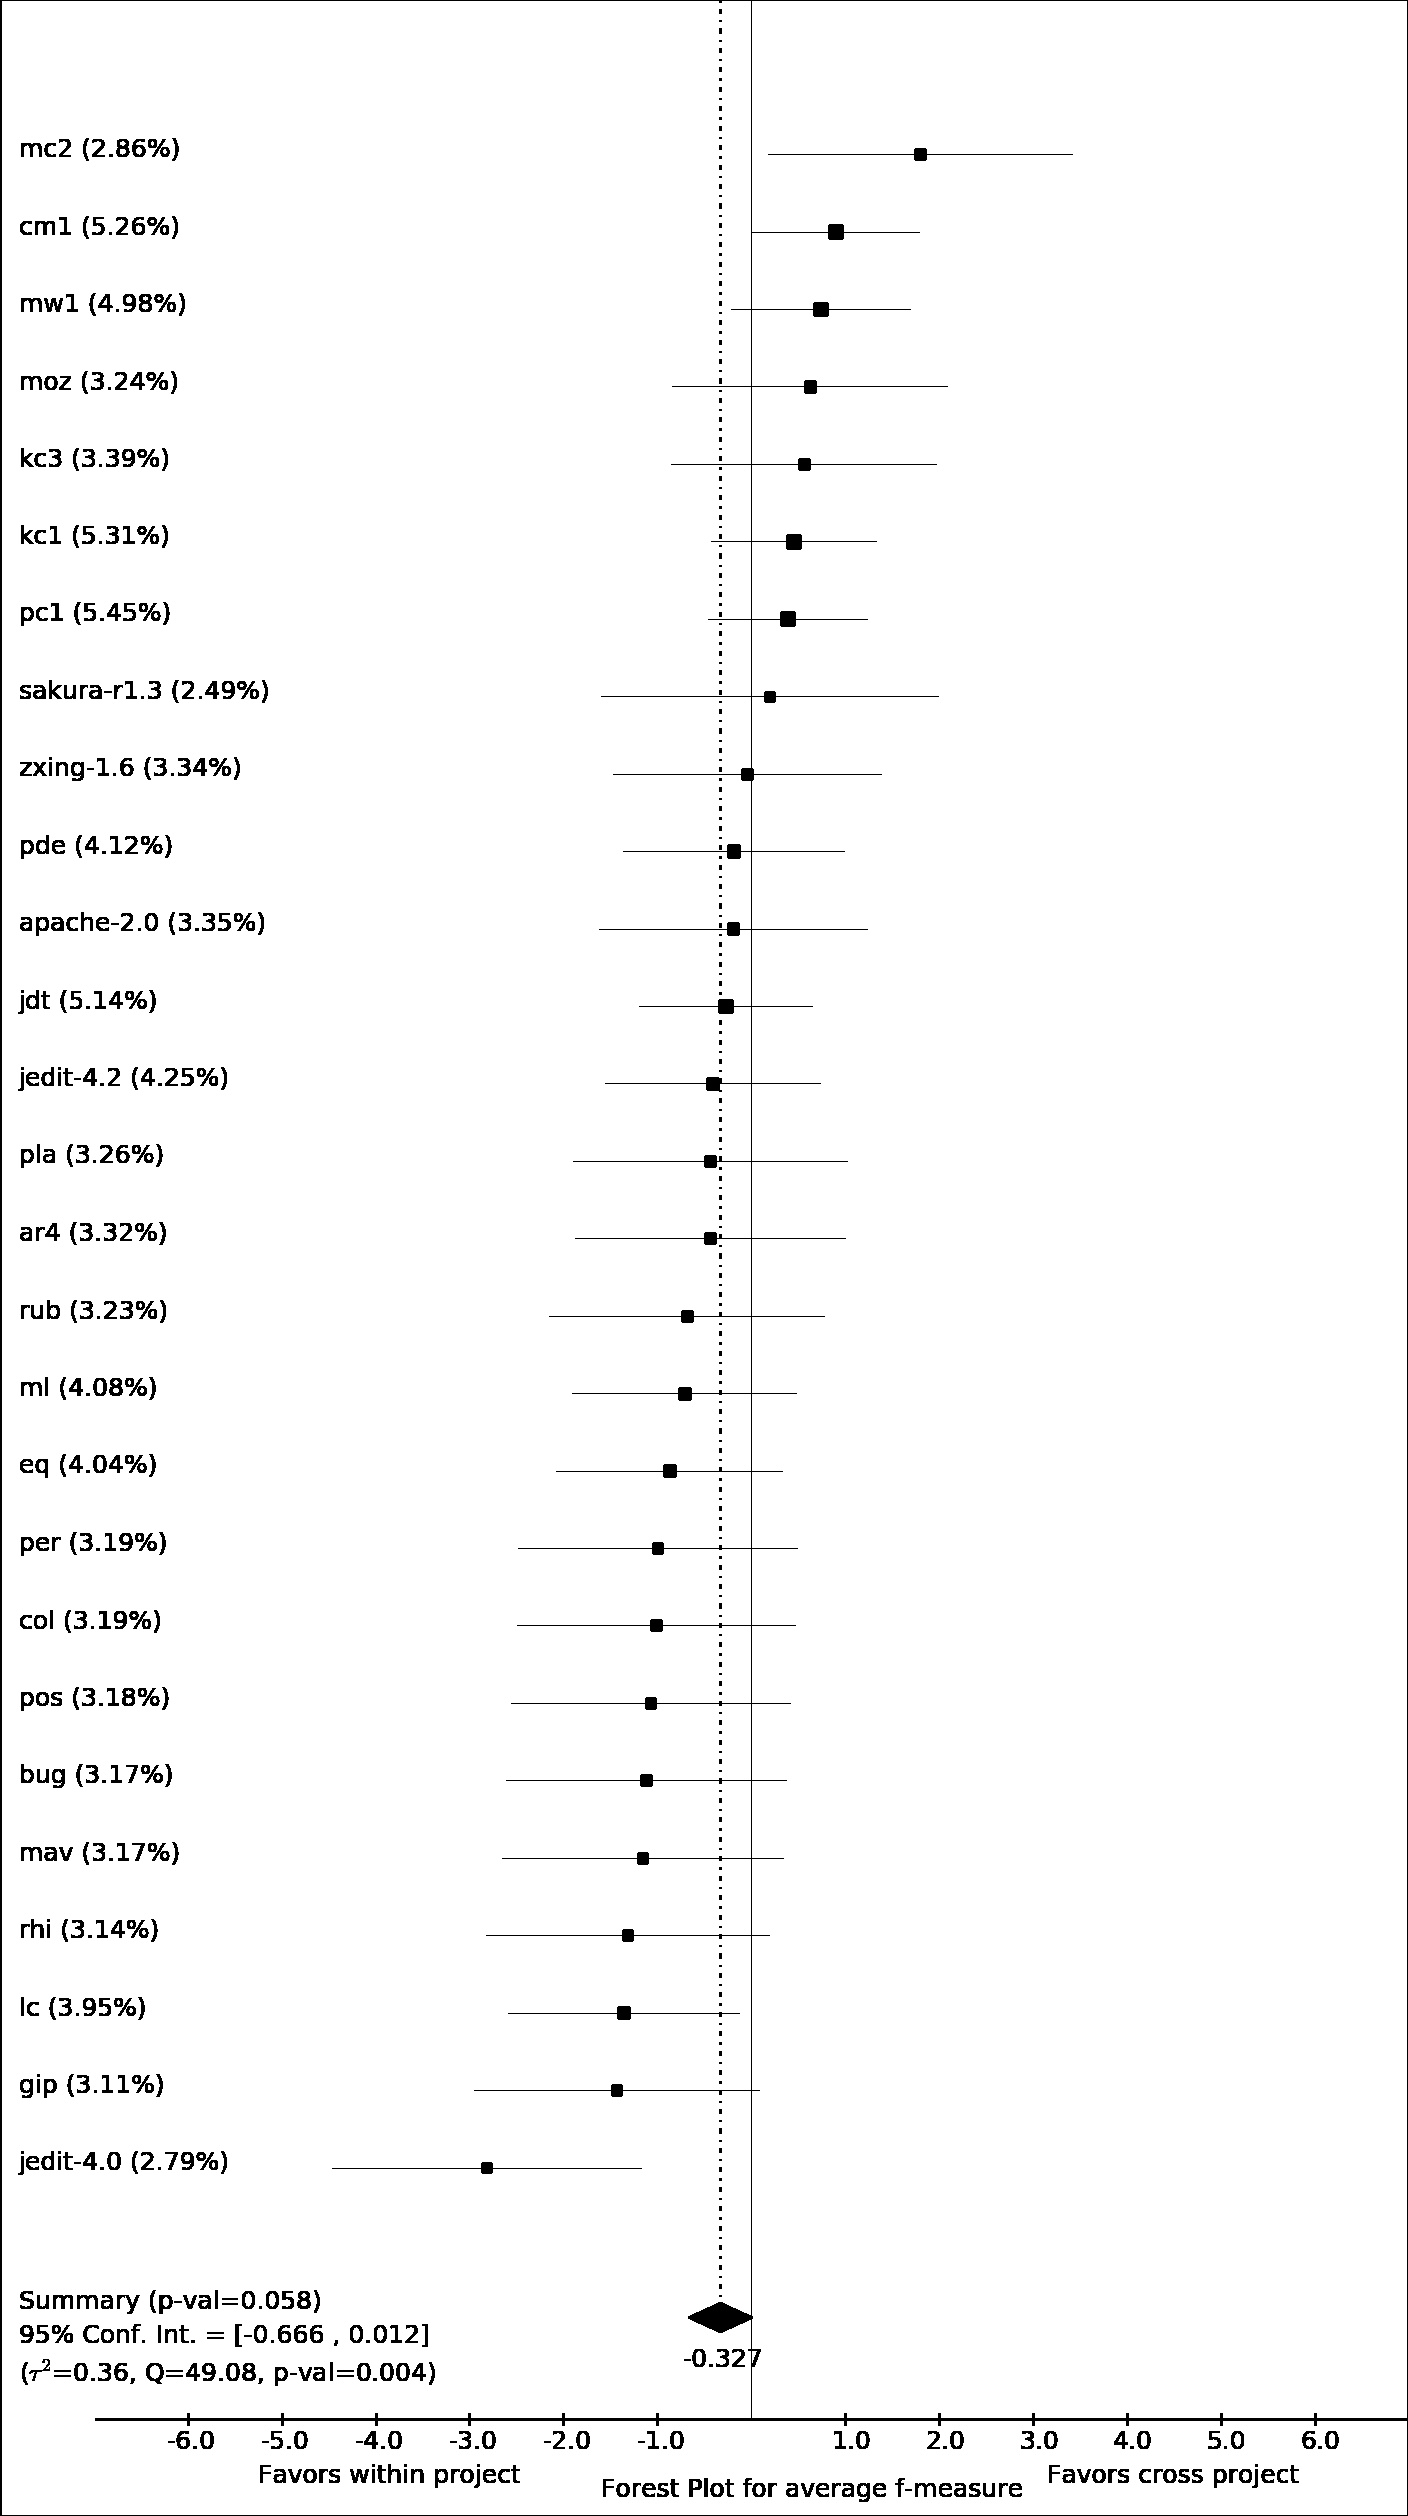 mc2 (2.86%)
cm1 (5.26%)
mw1 (4.98%)
moz (3.24%)
kc3 (3.39%)
kc1 (5.31%)
pc1 (5.45%)
sakura-r1.3 (2.49%)
zxing-1.6 (3.34%)
pde (4.12%)
apache-2.0 (3.35%)
jdt (5.14%)
jedit-4.2 (4.25%)
pla (3.26%)
ar4 (3.32%)
rub (3.23%)
ml (4.08%)
eq (4.04%)
per (3.19%)
col (3.19%)
pos (3.18%)
bug (3.17%)
mav (3.17%)
rhi (3.14%)
lc (3.95%)
gip (3.11%)
jedit-4.0 (2.79%)
Summary (p-val=0.058)
95% Conf. Int. = [-0.666 , 0.012]
-0.327
(τ²=0.36, Q=49.08, p-val=0.004)
-6.0 -5.0 -4.0 -3.0 -2.0 -1.0 1.0 2.0 3.0 4.0 5.0 6.0
Favors within project Forest Plot for average f-measure Favors cross project